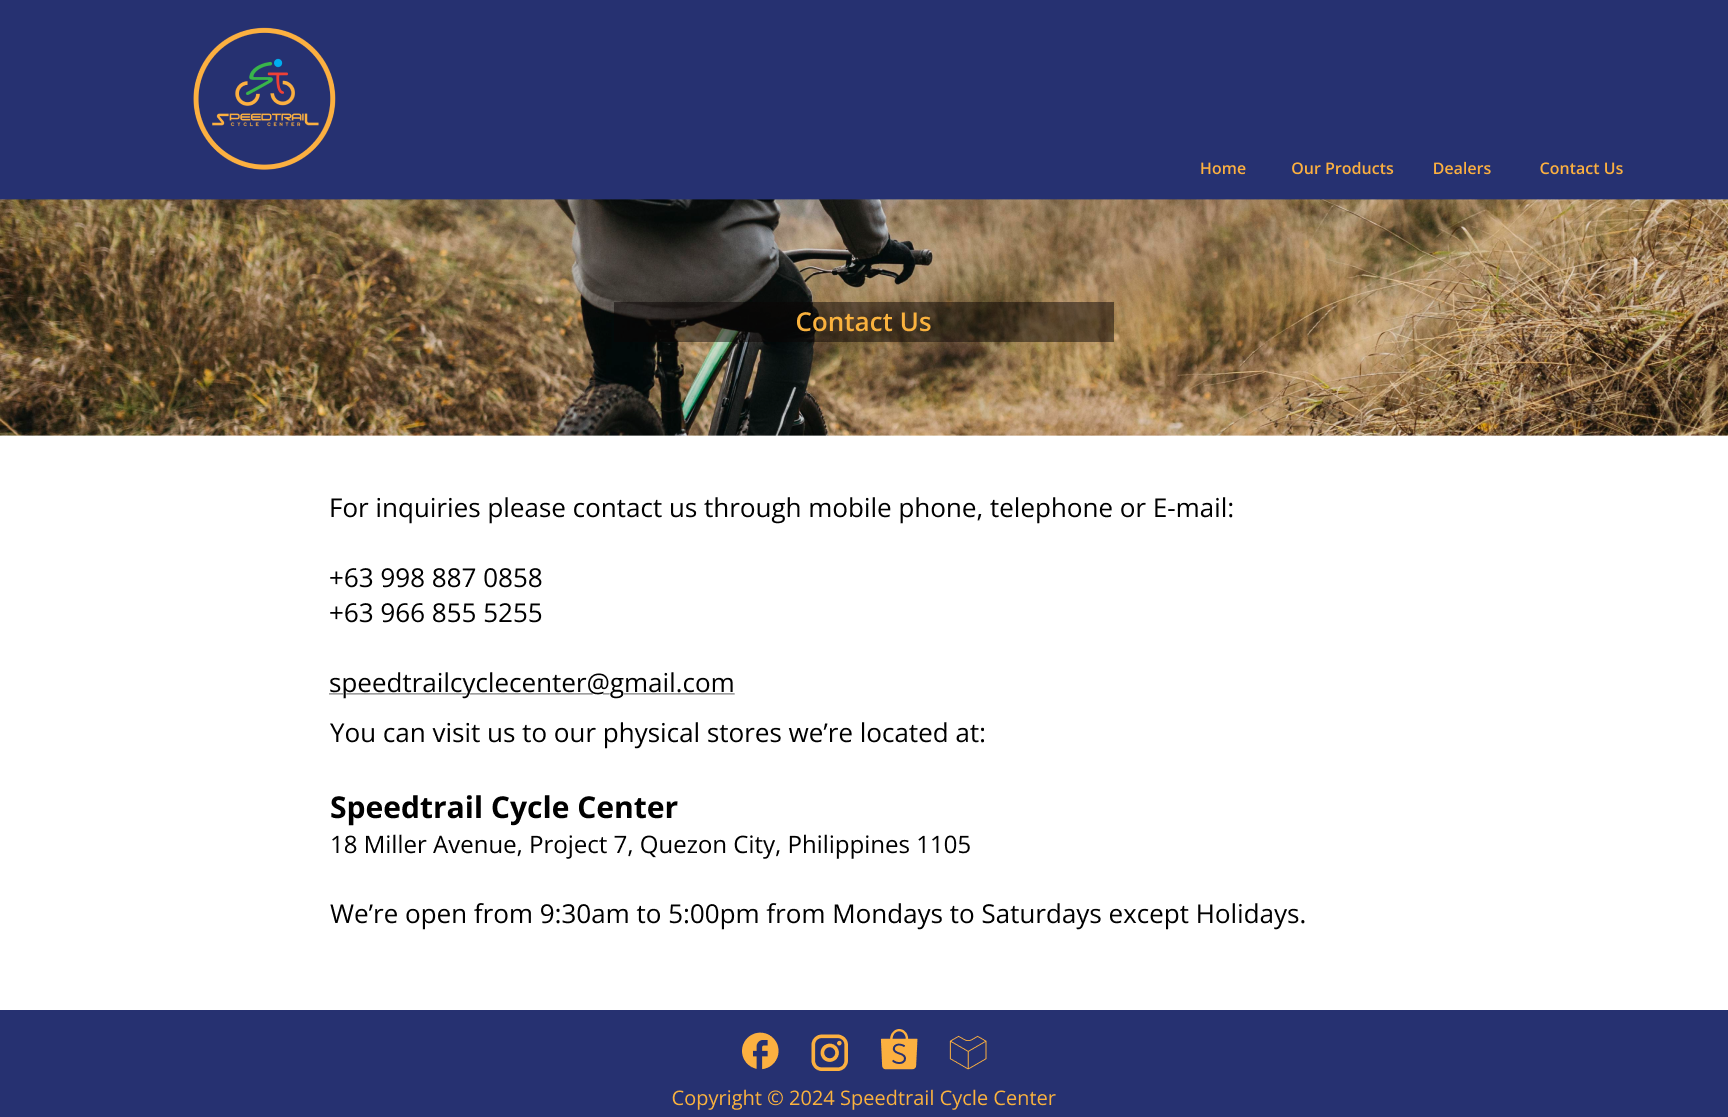 SPEEDTRAIL
CYCLE CENTER
Home Our Products Dealers Contact Us
Contact Us
For inquiries please contact us through mobile phone, telephone or E-mail:
+63 998 887 0858
+63 966 855 5255
speedtrailcyclecenter@gmail.com
You can visit us to our physical stores we’re located at:
Speedtrail Cycle Center
18 Miller Avenue, Project 7, Quezon City, Philippines 1105
We’re open from 9:30am to 5:00pm from Mondays to Saturdays except Holidays.
S
Copyright © 2024 Speedtrail Cycle Center